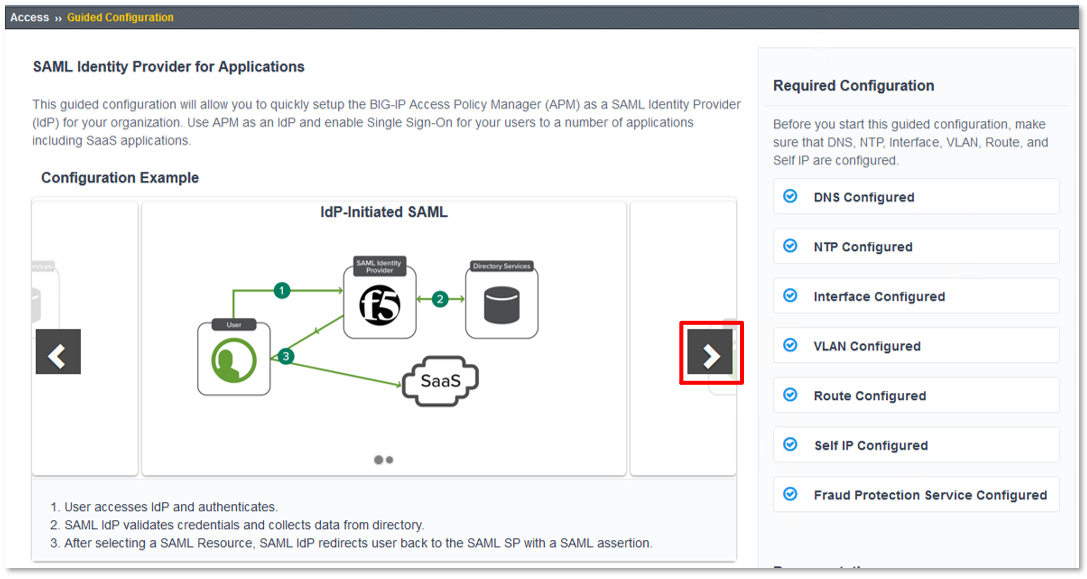 Access ›› Guided Configuration
SAML Identity Provider for Applications
This guided configuration will allow you to quickly setup the BIG-IP Access Policy Manager (APM) as a SAML Identity Provider
(IdP) for your organization. Use APM as an IdP and enable Single Sign-On for your users to a number of applications
including SaaS applications.
Configuration Example
IdP-Initiated SAML
SAML Identity
Provider
f5
Directory Services
1
2
User
3
SaaS
1. User accesses IdP and authenticates.
2. SAML IdP validates credentials and collects data from directory.
3. After selecting a SAML Resource, SAML IdP redirects user back to the SAML SP with a SAML assertion.
Required Configuration
Before you start this guided configuration, make
sure that DNS, NTP, Interface, VLAN, Route, and
Self IP are configured.
DNS Configured
NTP Configured
Interface Configured
VLAN Configured
Route Configured
Self IP Configured
Fraud Protection Service Configured